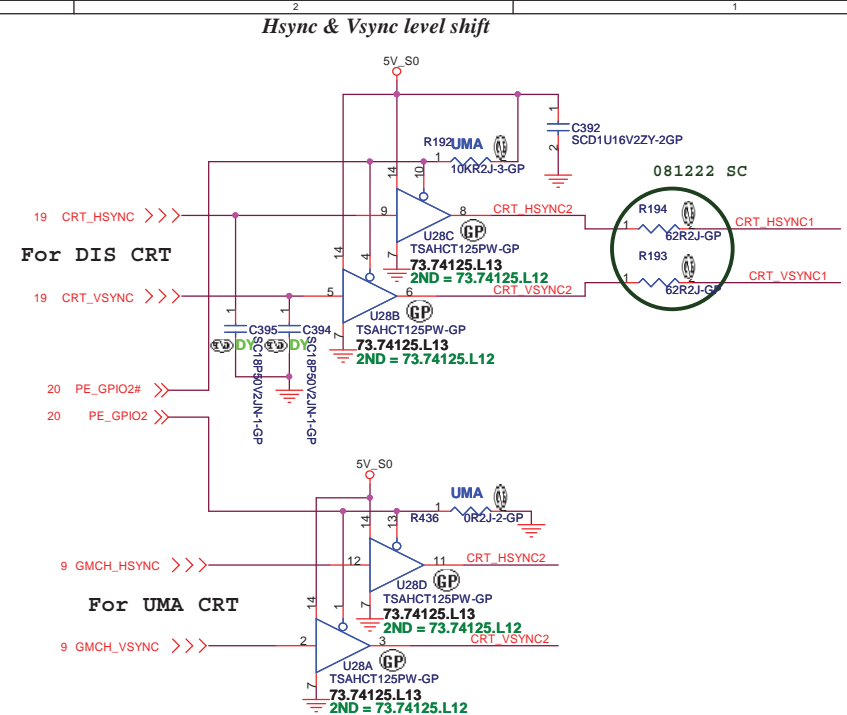 2
1
Hsync & Vsync level shift
5V_S0
1
C392
SCD1U16V2ZY-2GP
2
R192
UMA
1
10KR2J-3-GP
14
10
081222 SC
19 CRT_HSYNC
9
8
CRT_HSYNC2
R194
1
62R2J-GP
CRT_HSYNC1
U28C
GP
TSAHCT125PW-GP
For DIS CRT
14
4
7
73.74125.L13
2ND = 73.74125.L12
R193
1
62R2J-GP
CRT_VSYNC1
19 CRT_VSYNC
5
6
CRT_VSYNC2
U28B
GP
TSAHCT125PW-GP
7
73.74125.L13
2ND = 73.74125.L12
1
1
C395
C394
DY
DY
SC18P50V2JN-1-GP
SC18P50V2JN-1-GP
20 PE_GPIO2#
20 PE_GPIO2
5V_S0
UMA
R436
1
0R2J-2-GP
14
13
9 GMCH_HSYNC
12
11
CRT_HSYNC2
U28D
GP
TSAHCT125PW-GP
For UMA CRT
14
1
7
73.74125.L13
2ND = 73.74125.L12
9 GMCH_VSYNC
2
3
CRT_VSYNC2
U28A
GP
TSAHCT125PW-GP
7
73.74125.L13
2ND = 73.74125.L12